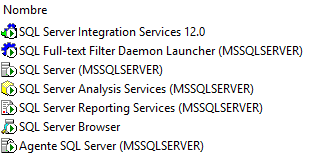 Nombre
SQL Server Integration Services 12.0
SQL Full-text Filter Daemon Launcher (MSSQLSERVER)
SQL Server (MSSQLSERVER)
SQL Server Analysis Services (MSSQLSERVER)
SQL Server Reporting Services (MSSQLSERVER)
SQL Server Browser
Agente SQL Server (MSSQLSERVER)